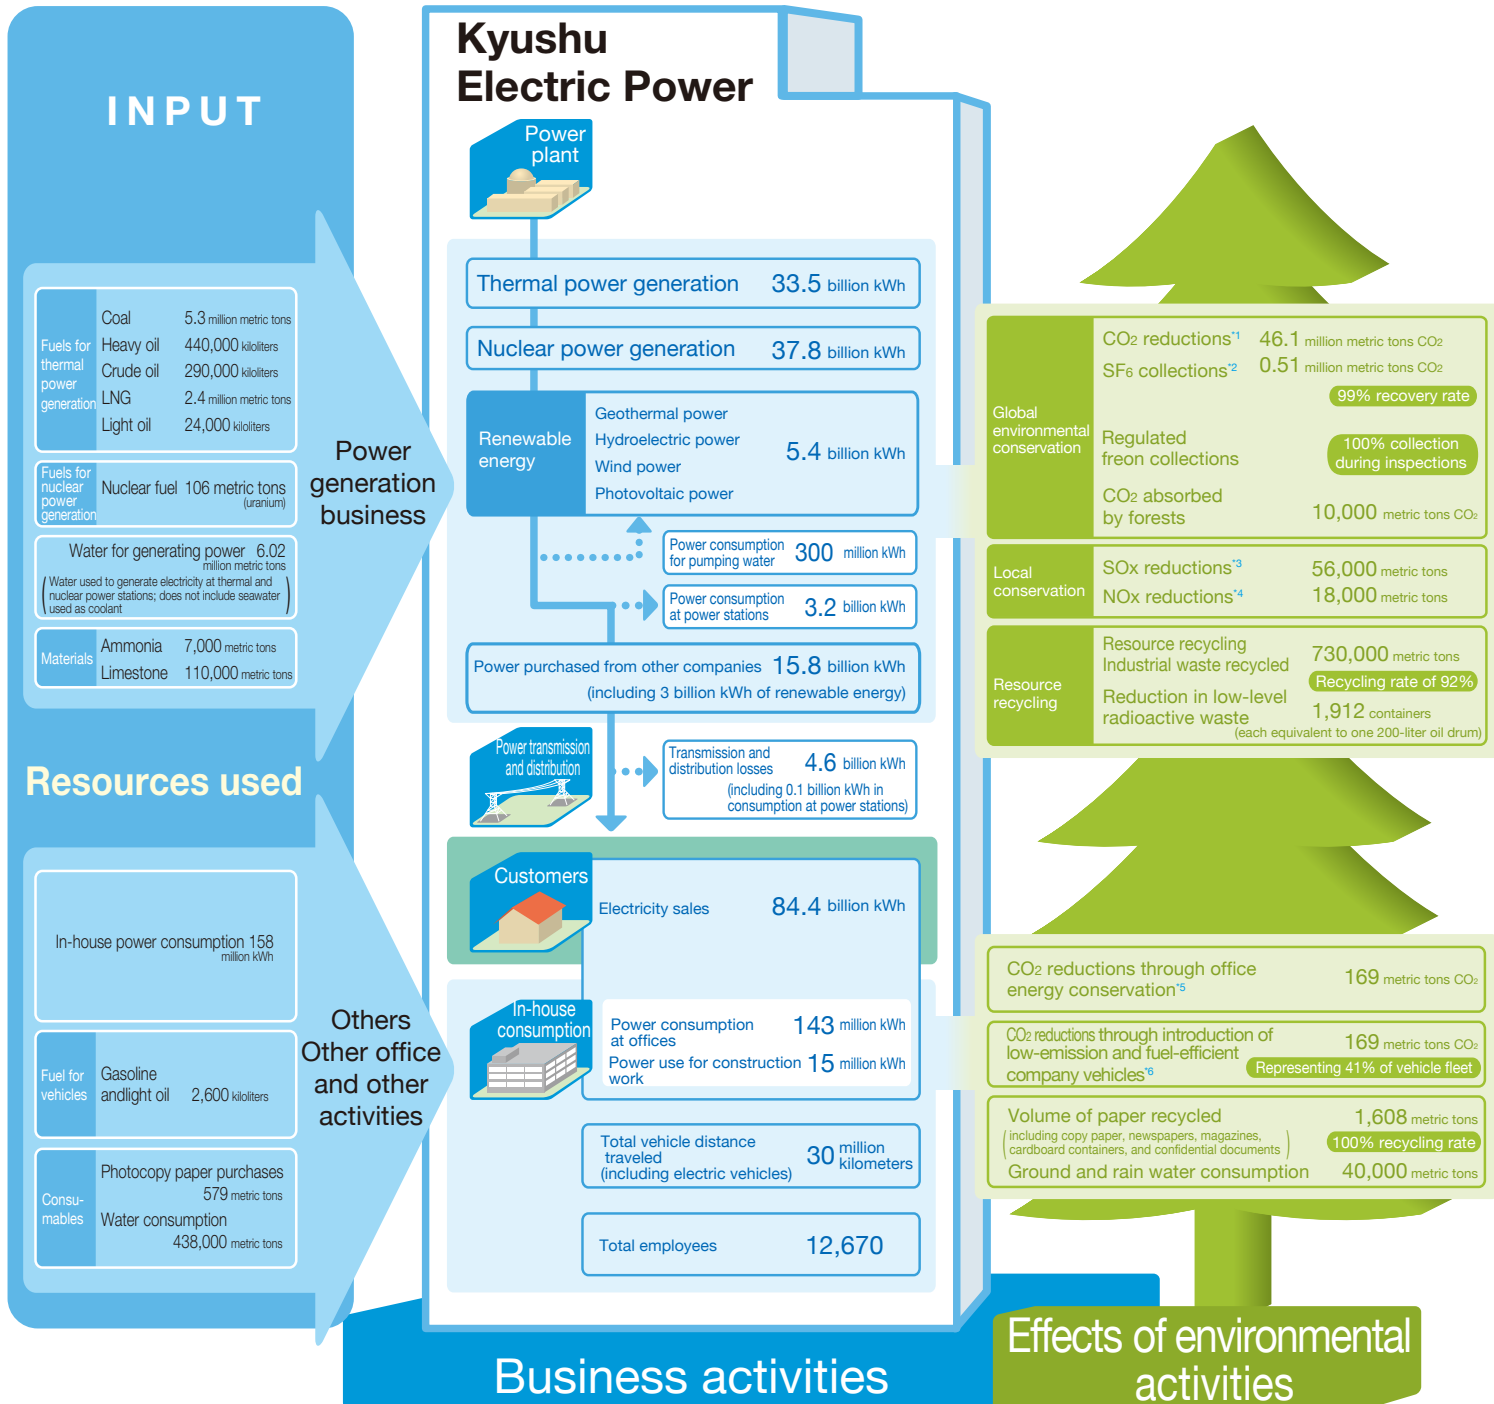 INPUT
Fuels for
thermal
power
generation
Coal 5.3 million metric tons
Heavy oil 440,000 kiloliters
Crude oil 290,000 kiloliters
LNG 2.4 million metric tons
Light oil 24,000 kiloliters
Fuels for
nuclear
power
generation
Nuclear fuel 106 metric tons
(uranium)
Water for generating power 6.02
million metric tons
(Water used to generate electricity at thermal and
nuclear power stations; does not include seawater
used as coolant)
Materials
Ammonia 7,000 metric tons
Limestone 110,000 metric tons
Power
generation
business
Resources used
In-house power consumption 158
million kWh
Fuel for
vehicles
Gasoline
andlight oil 2,600 kiloliters
Consu-
mables
Photocopy paper purchases
579 metric tons
Water consumption
438,000 metric tons
Others
Other office
and other
activities
Kyushu
Electric Power
Power
plant
Thermal power generation 33.5 billion kWh
Nuclear power generation 37.8 billion kWh
Renewable
energy
Geothermal power
Hydroelectric power
Wind power
Photovoltaic power
5.4 billion kWh
Power consumption
for pumping water 300 million kWh
Power consumption
at power stations 3.2 billion kWh
Power purchased from other companies 15.8 billion kWh
(including 3 billion kWh of renewable energy)
Power transmission
and distribution
Transmission and
distribution losses 4.6 billion kWh
(including 0.1 billion kWh in
consumption at power stations)
Customers
Electricity sales 84.4 billion kWh
In-house
consumption
Power consumption
at offices 143 million kWh
Power use for construction 15 million kWh
work
Total vehicle distance
traveled
(including electric vehicles)
30 million
kilometers
Total employees 12,670
Business activities
Global
environmental
conservation
CO2 reductions*1 46.1 million metric tons CO2
SF6 collections*2 0.51 million metric tons CO2
99% recovery rate
Regulated
freon collections
100% collection
during inspections
CO2 absorbed
by forests 10,000 metric tons CO2
Local
conservation
SOx reductions*3 56,000 metric tons
NOx reductions*4 18,000 metric tons
Resource
recycling
Resource recycling
Industrial waste recycled 730,000 metric tons
Recycling rate of 92%
Reduction in low-level
radioactive waste 1,912 containers
(each equivalent to one 200-liter oil drum)
CO2 reductions through office
energy conservation*5 169 metric tons CO2
CO2 reductions through introduction of
low-emission and fuel-efficient
company vehicles*6
169 metric tons CO2
Representing 41% of vehicle fleet
Volume of paper recycled 1,608 metric tons
(including copy paper, newspapers, magazines,
cardboard containers, and confidential documents)
100% recycling rate
Ground and rain water consumption 40,000 metric tons
Effects of environmental
activities